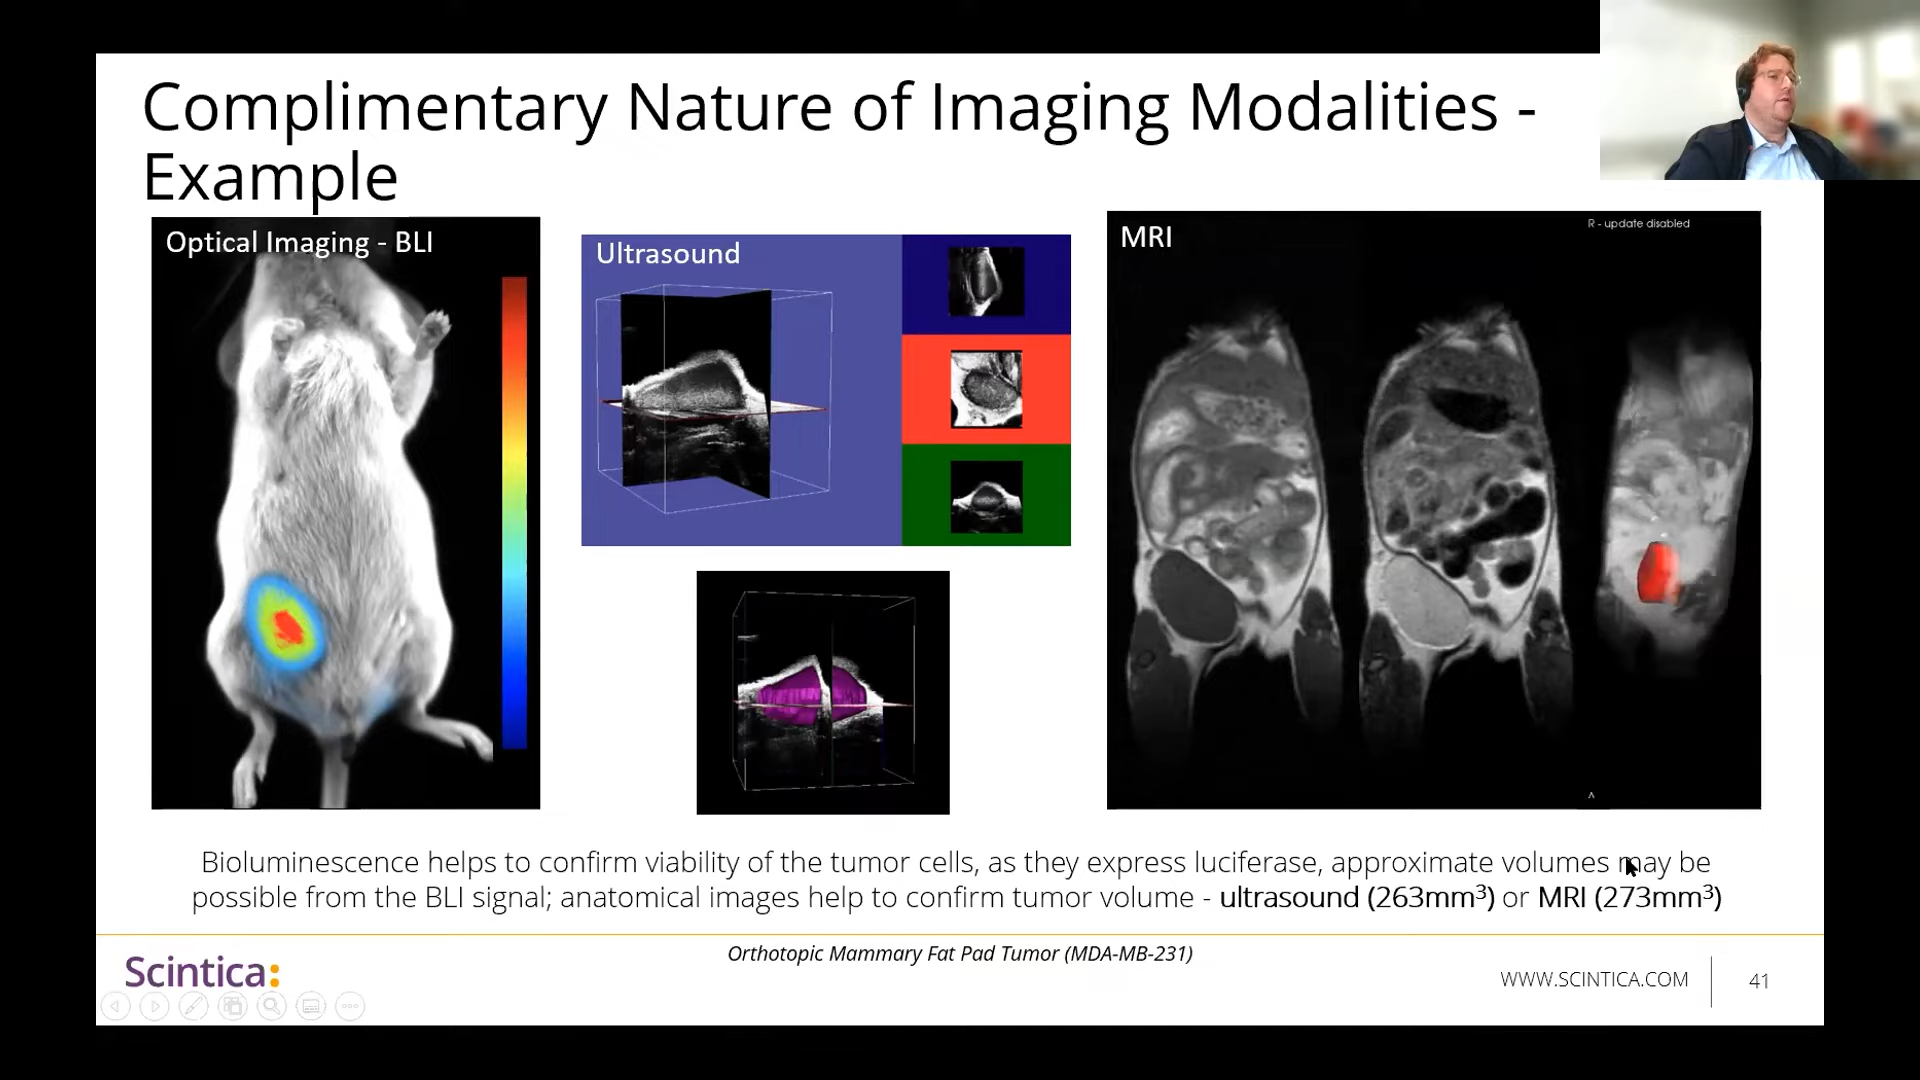 Complimentary Nature of Imaging Modalities -
Example
Optical Imaging - BLI
Ultrasound
MRI
R - update disabled
A
Bioluminescence helps to confirm viability of the tumor cells, as they express luciferase, approximate volumes may be
possible from the BLI signal; anatomical images help to confirm tumor volume - ultrasound (263mm³) or MRI (273mm³)
Orthotopic Mammary Fat Pad Tumor (MDA-MB-231)
Scintica:
WWW.SCINTICA.COM
41